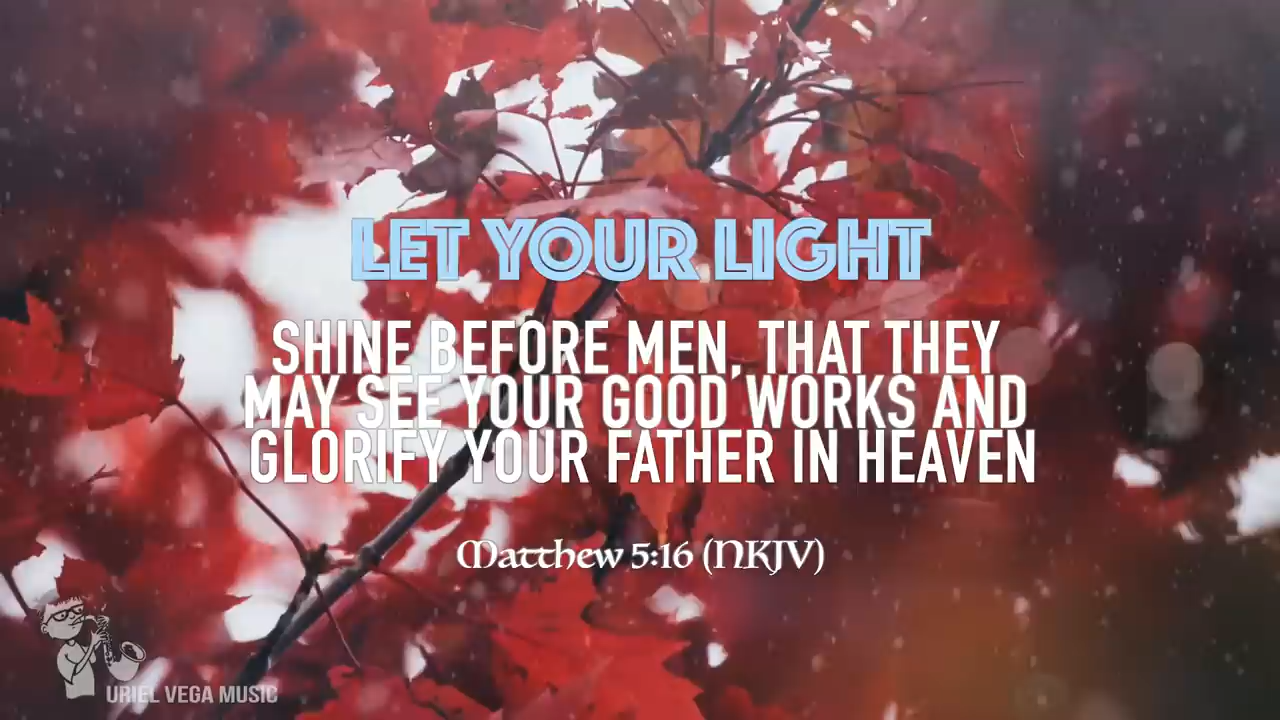 LET YOUR LIGHT
SHINE BEFORE MEN, THAT THEY
MAY SEE YOUR GOOD WORKS AND
GLORIFY YOUR FATHER IN HEAVEN
Matthew 5:16 (NKJV)
URIEL VEGA MUSIC